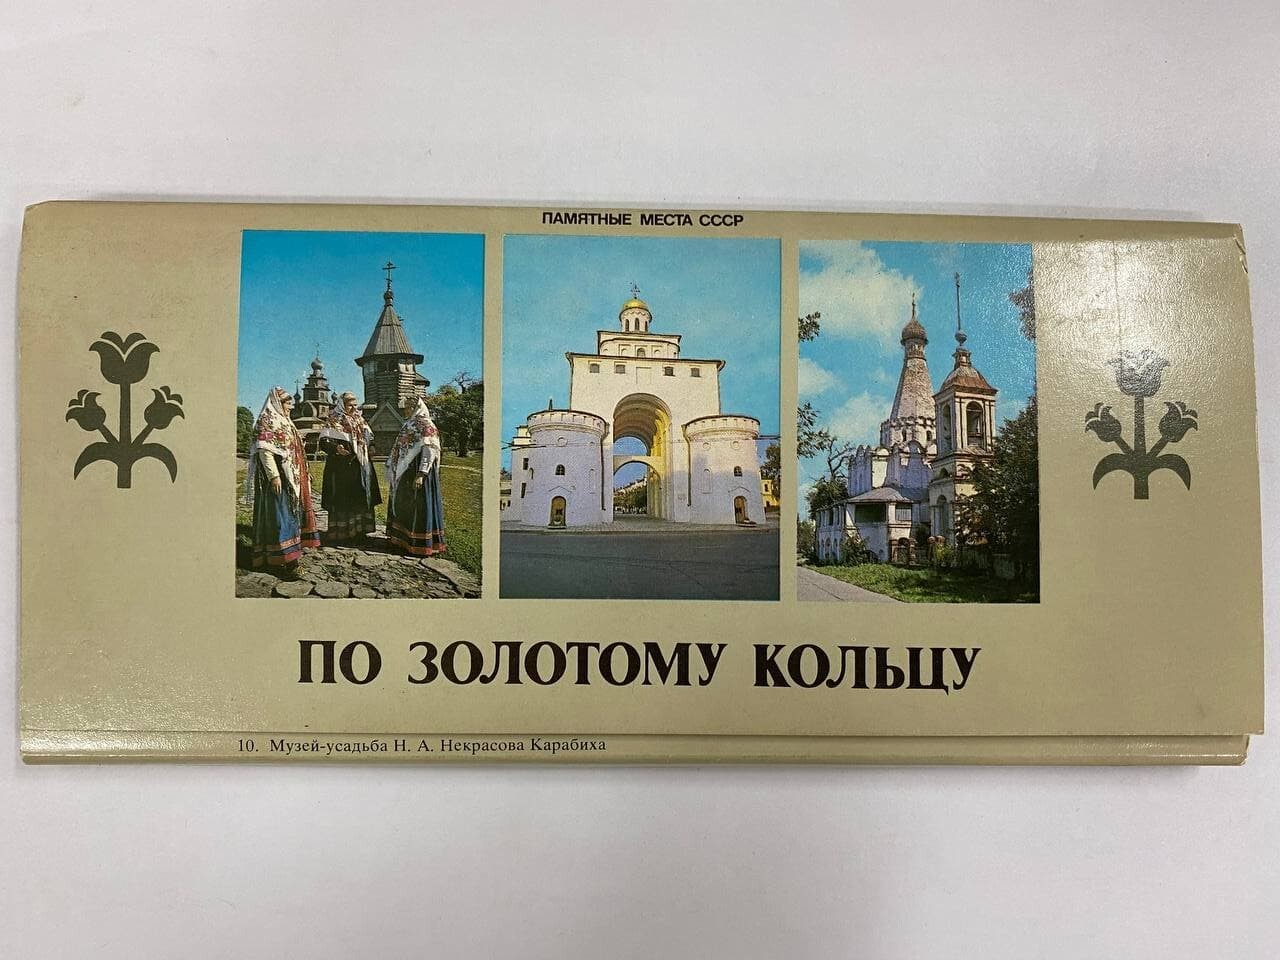 ПАМЯТНЫЕ МЕСТА СССР
ПО ЗОЛОТОМУ КОЛЬЦУ
10. Музей-усадьба Н. А. Некрасова Карабиха